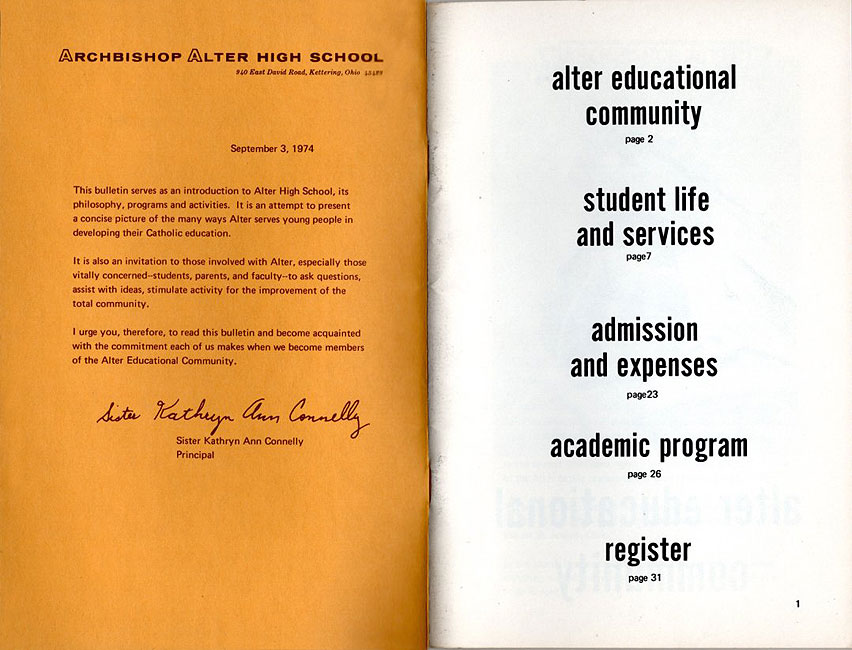 ARCHBISHOP ALTER HIGH SCHOOL
940 East David Road, Kettering, Ohio 45429
September 3, 1974
This bulletin serves as an introduction to Alter High School, its
philosophy, programs and activities. It is an attempt to present
a concise picture of the many ways Alter serves young people in
developing their Catholic education.
It is also an invitation to those involved with Alter, especially those
vitally concerned--students, parents, and faculty--to ask questions,
assist with ideas, stimulate activity for the improvement of the
total community.
I urge you, therefore, to read this bulletin and become acquainted
with the commitment each of us makes when we become members
of the Alter Educational Community.
Sister Kathryn Ann Connelly
Sister Kathryn Ann Connelly
Principal
alter educational
community
page 2
student life
and services
page7
admission
and expenses
page23
academic program
page 26
register
page 31
1